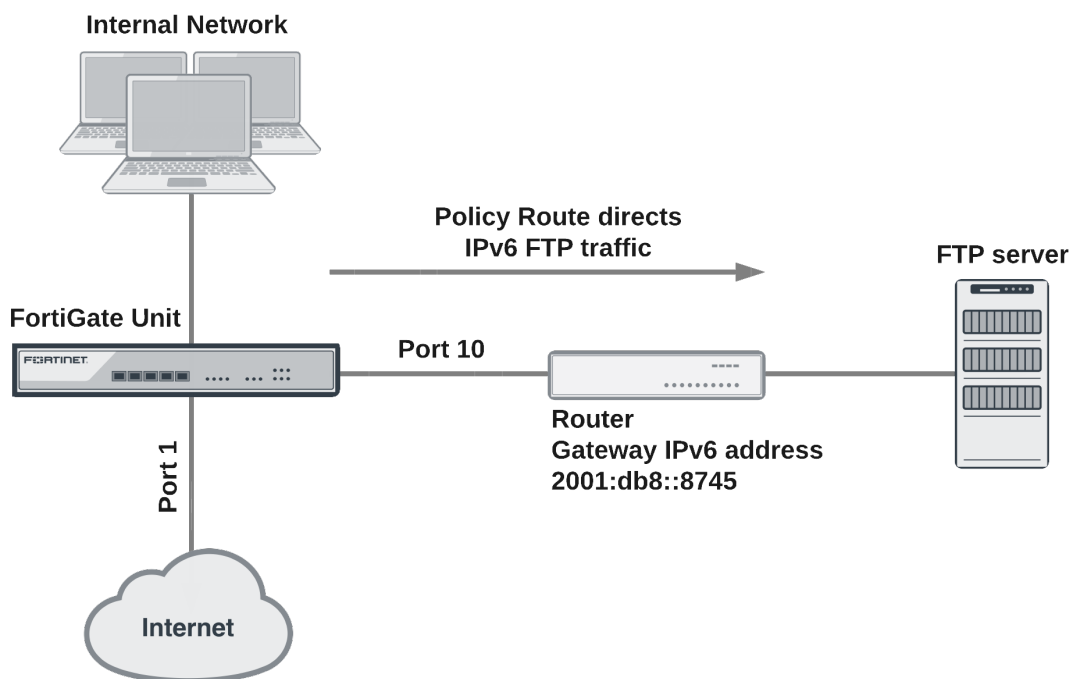 Internal Network
Policy Route directs
IPv6 FTP traffic
FTP server
FortiGate Unit
FORTINET
Port 10
Router
Gateway IPv6 address
2001:db8::8745
Port 1
Internet